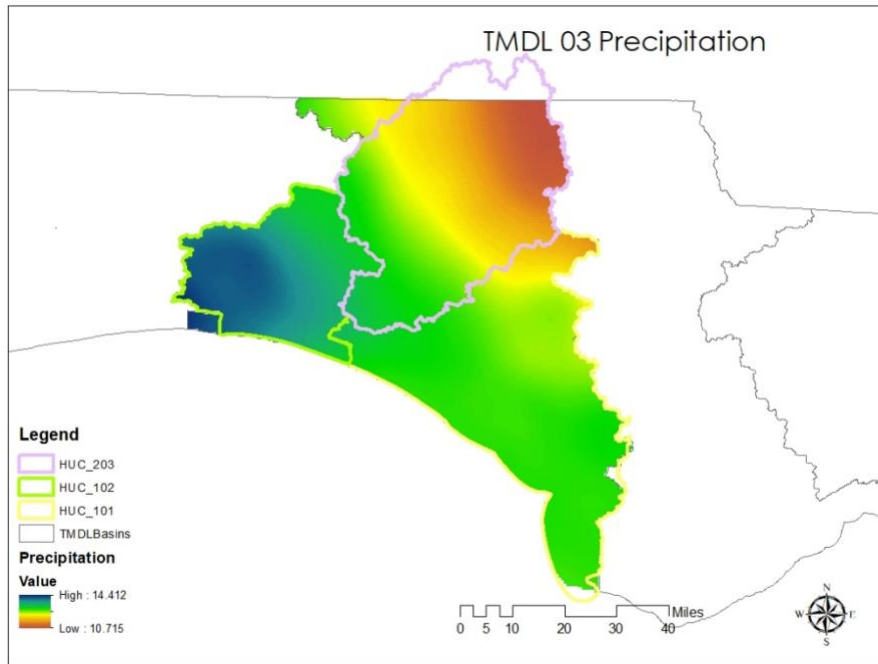 TMDL 03 Precipitation
Legend
HUC_203
HUC_102
HUC_101
TMDLBasins
Precipitation
Value
High : 14.412
Low : 10.715
Miles
0 5 10 20 30 40
N
W E
S